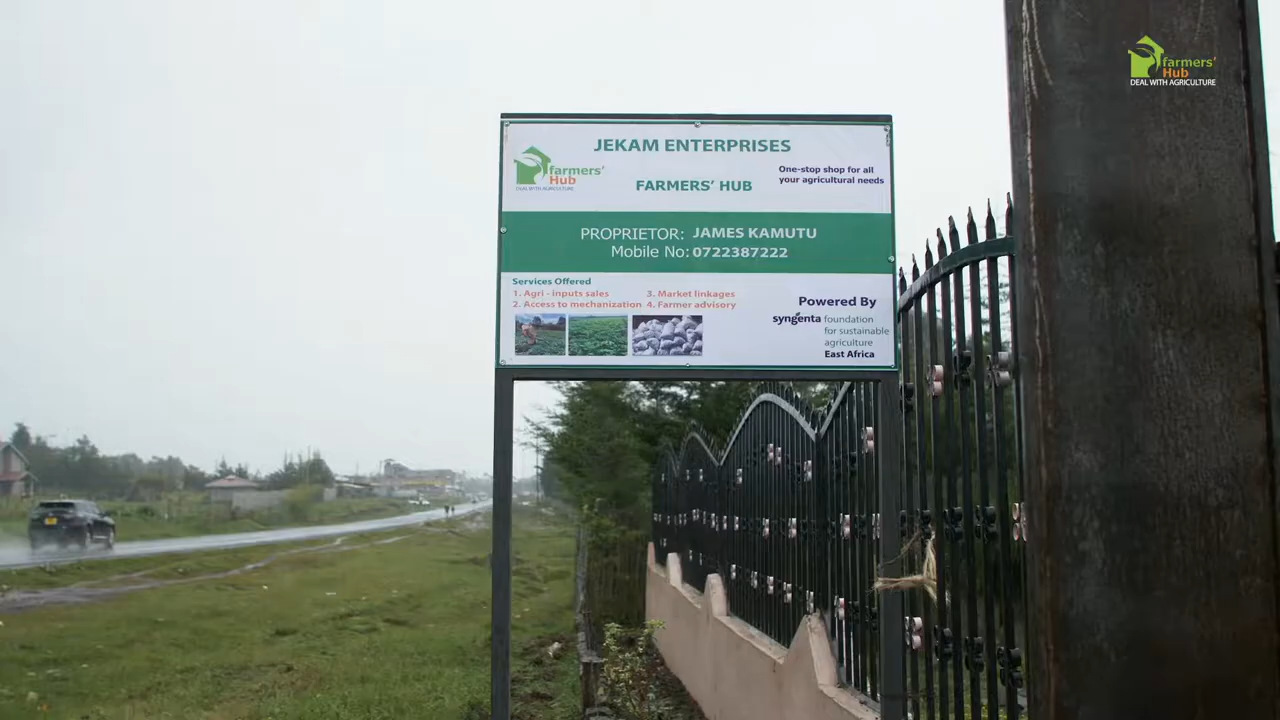 farmers'
Hub
DEAL WITH AGRICULTURE
JEKAM ENTERPRISES
farmers'
Hub
DEAL WITH AGRICULTURE
FARMERS' HUB
One-stop shop for all
your agricultural needs
PROPRIETOR: JAMES KAMUTU
Mobile No: 0722387222
Services Offered
1. Agri - inputs sales
2. Access to mechanization
3. Market linkages
4. Farmer advisory
Powered By
syngenta foundation
for sustainable
agriculture
East Africa